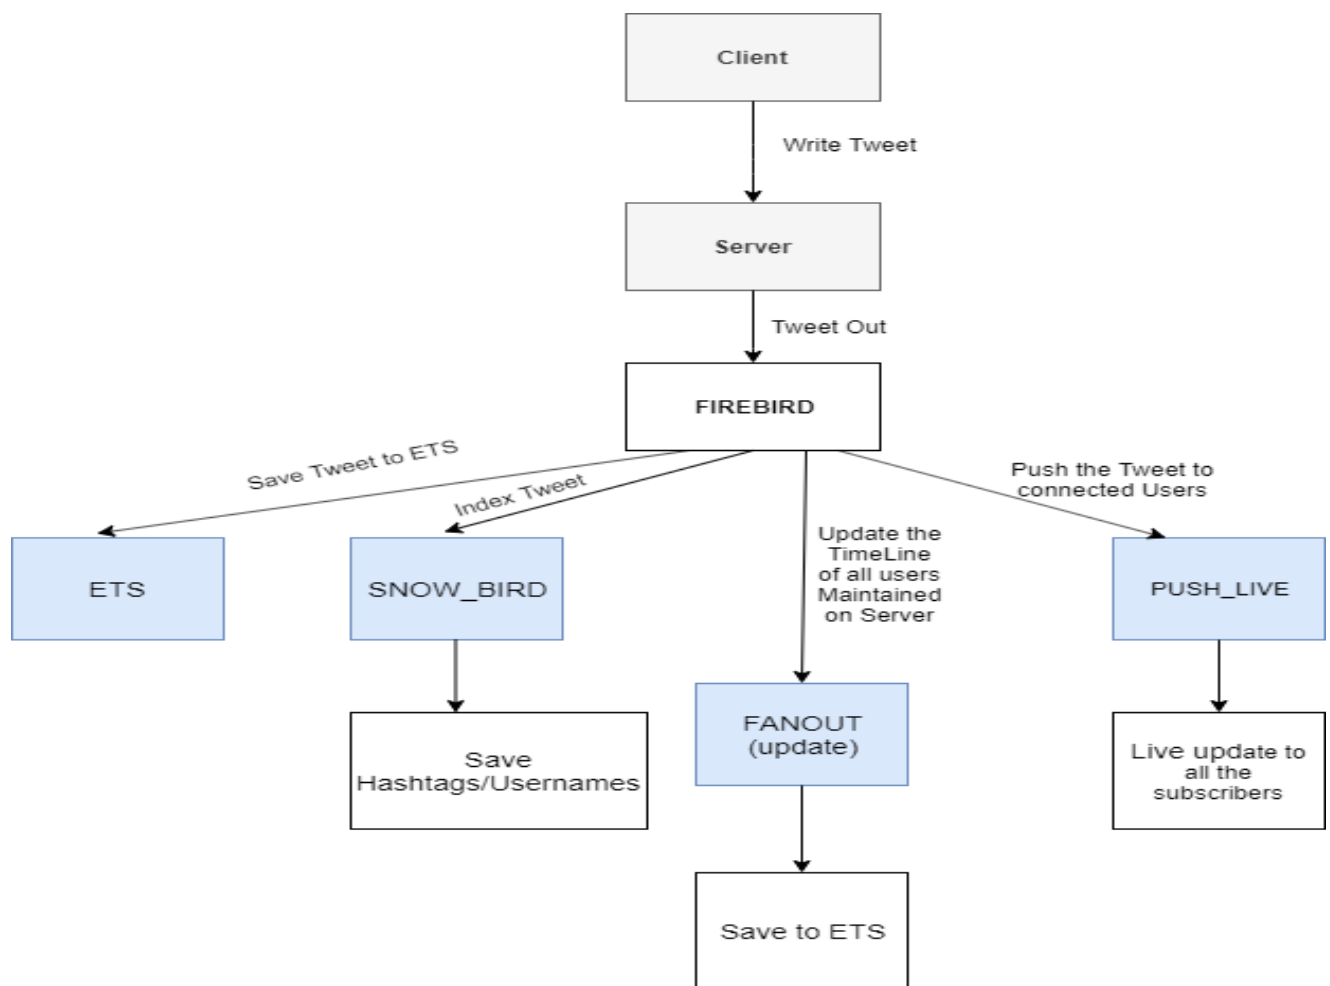 Client
Write Tweet
Server
Tweet Out
FIREBIRD
Save Tweet to ETS
Index Tweet
Update the
TimeLine
of all users
Maintained
on Server
Push the Tweet to
connected Users
ETS
SNOW_BIRD
PUSH_LIVE
FANOUT
(update)
Save
Hashtags/Usernames
Live update to
all the
subscribers
Save to ETS